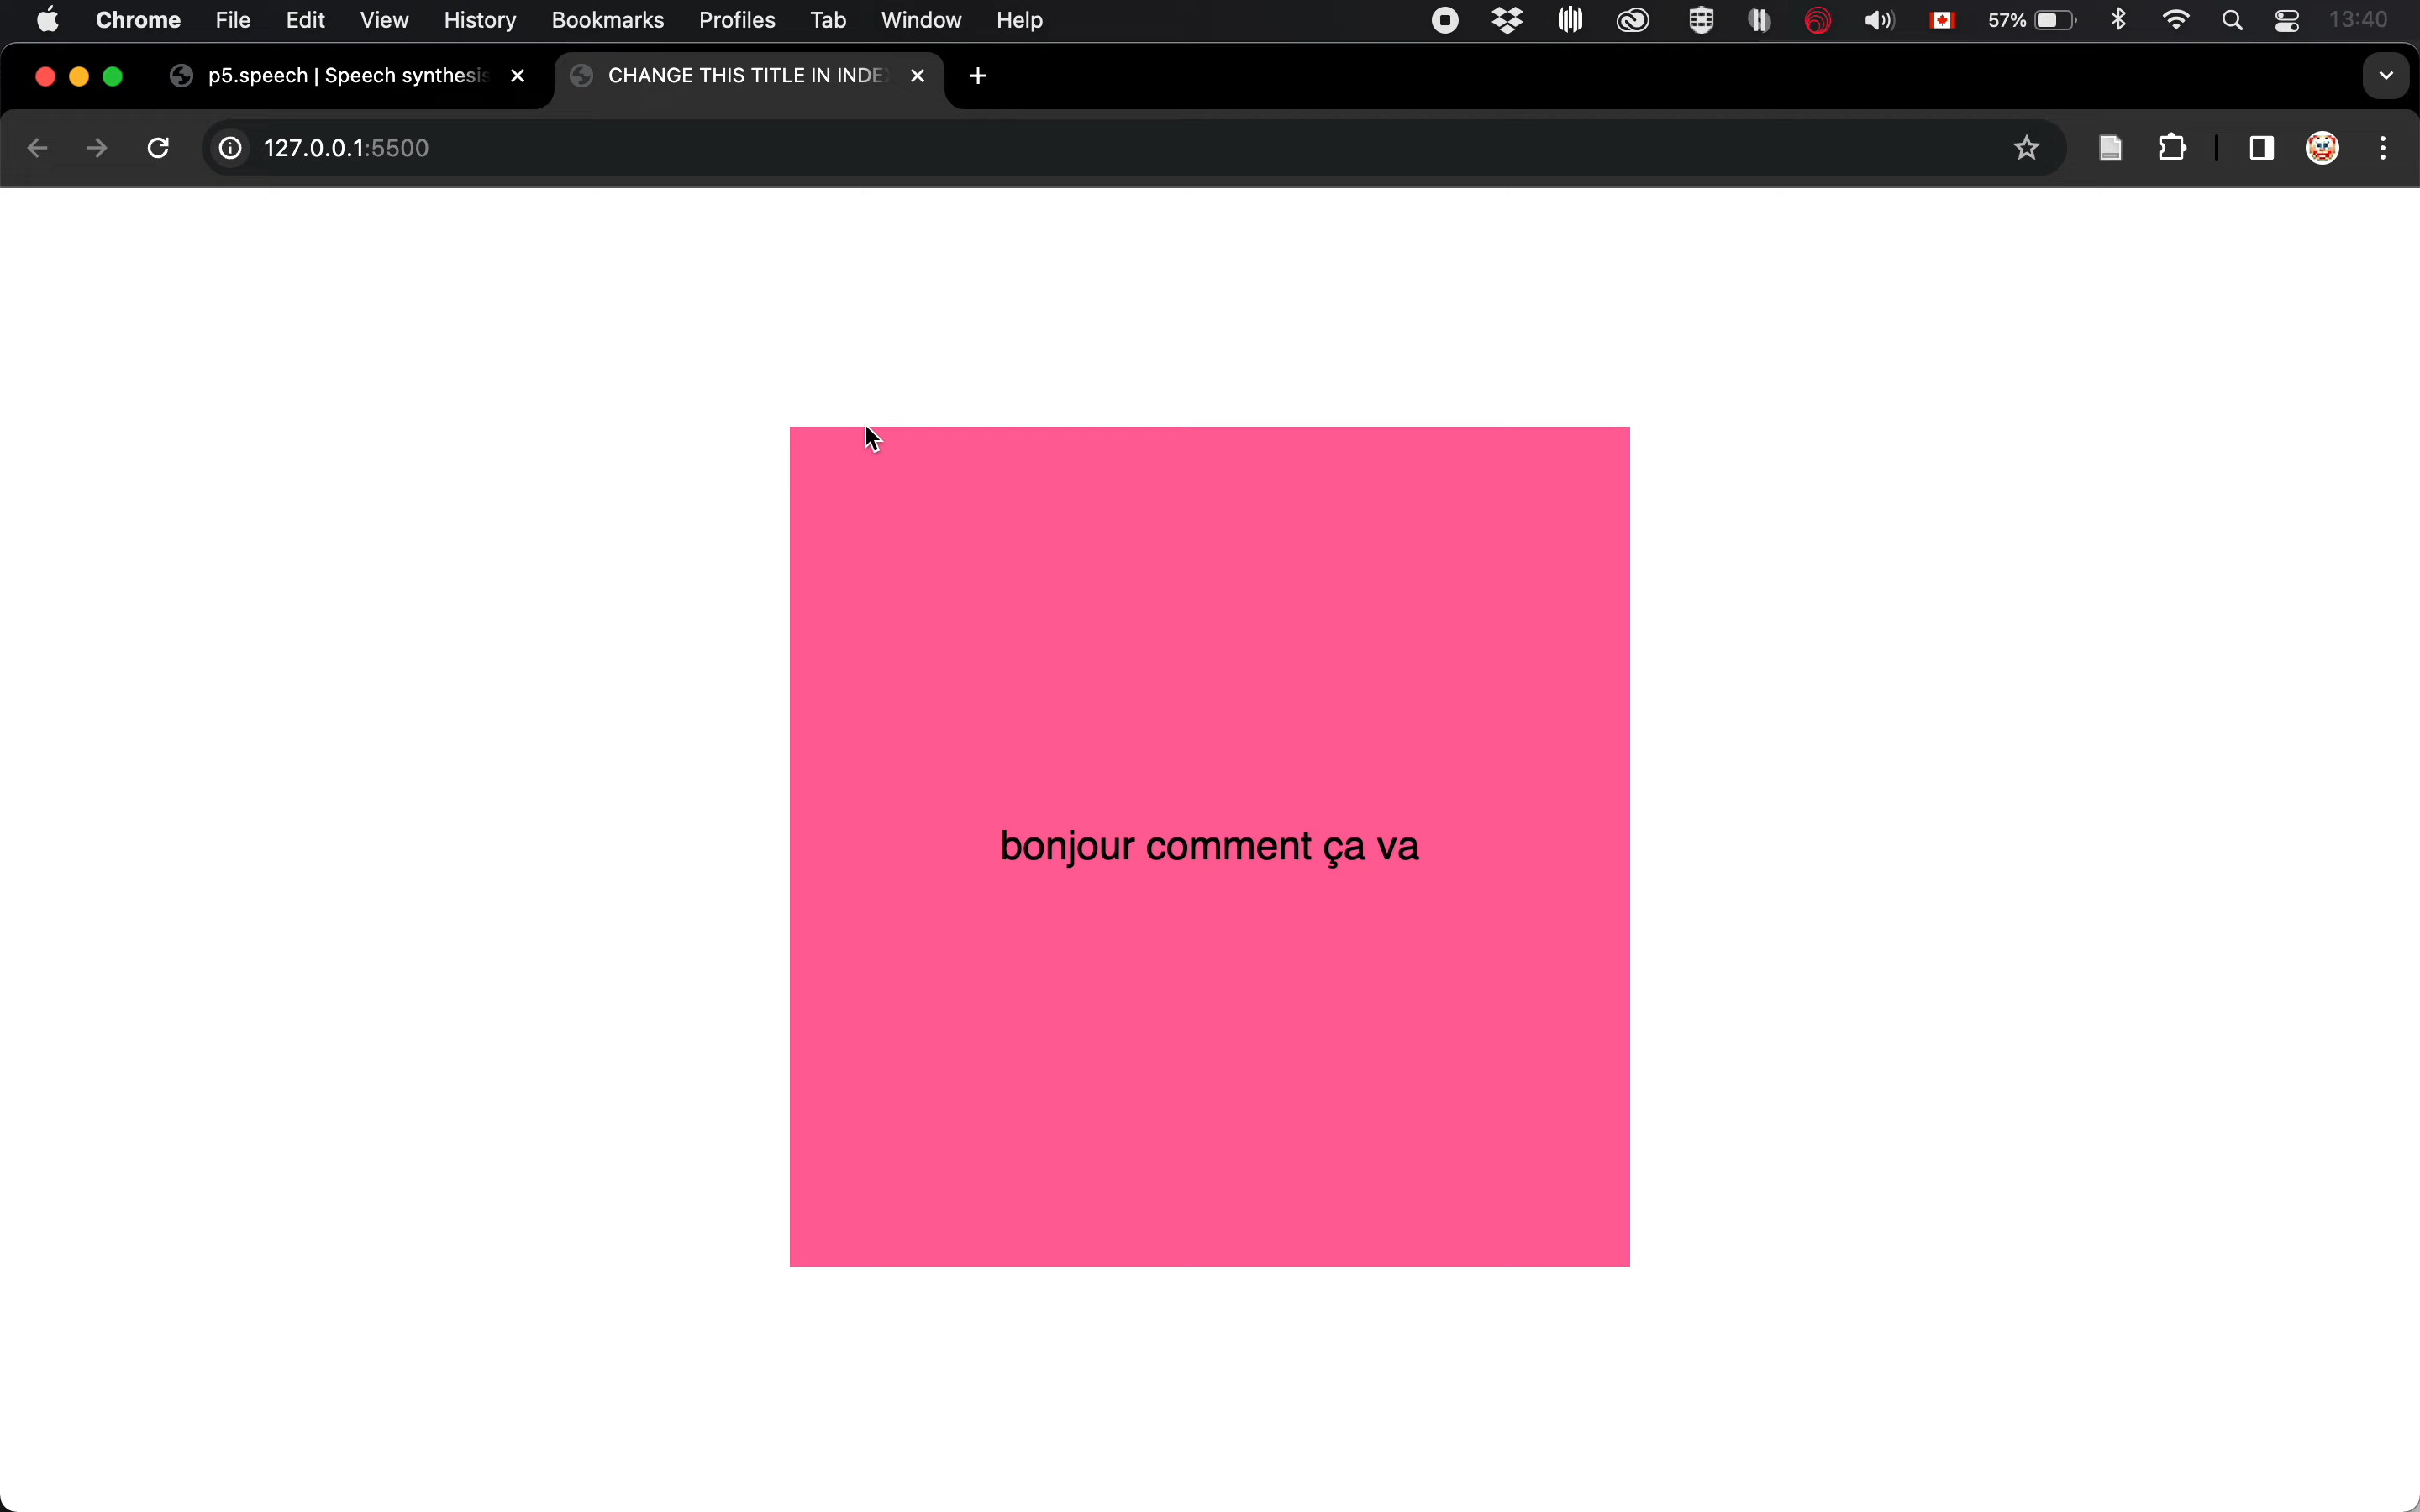 Chrome File Edit View History Bookmarks Profiles Tab Window Help 57% 13:40
p5.speech | Speech synthesis CHANGE THIS TITLE IN INDE
127.0.0.1:5500
bonjour comment ça va